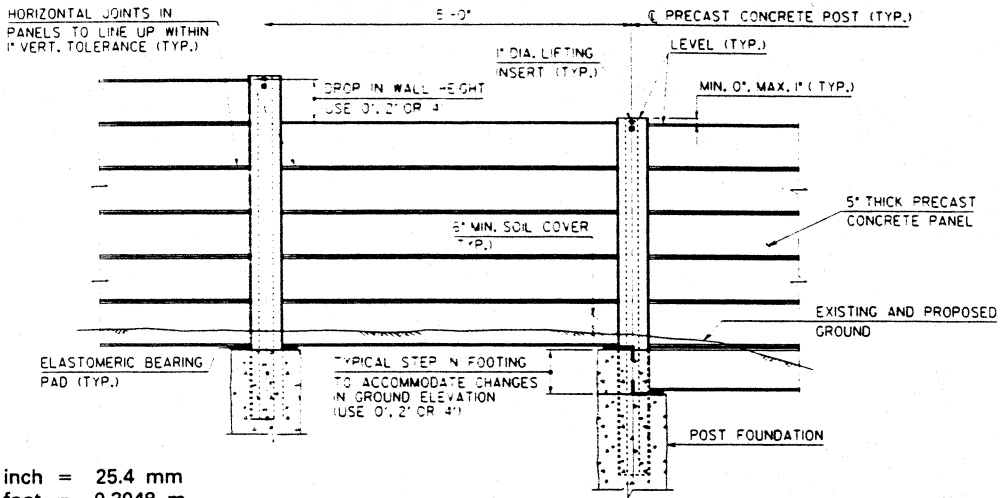 HORIZONTAL JOINTS IN
PANELS TO LINE UP WITHIN
1" VERT. TOLERANCE (TYP.)
℄ PRECAST CONCRETE POST (TYP.)
1" DIA. LIFTING
INSERT (TYP.)
LEVEL (TYP.)
DROP IN WALL HEIGHT
USE 0', 2' OR 4'
MIN. 0", MAX. 1" (TYP.)
5" THICK PRECAST
CONCRETE PANEL
MIN. SOIL COVER
(TYP.)
EXISTING AND PROPOSED
GROUND
ELASTOMERIC BEARING
PAD (TYP.)
TYPICAL STEP IN FOOTING
TO ACCOMMODATE CHANGES
IN GROUND ELEVATION
(USE 0', 2' OR 4')
POST FOUNDATION
inch = 25.4 mm
foot = 0.3048 m